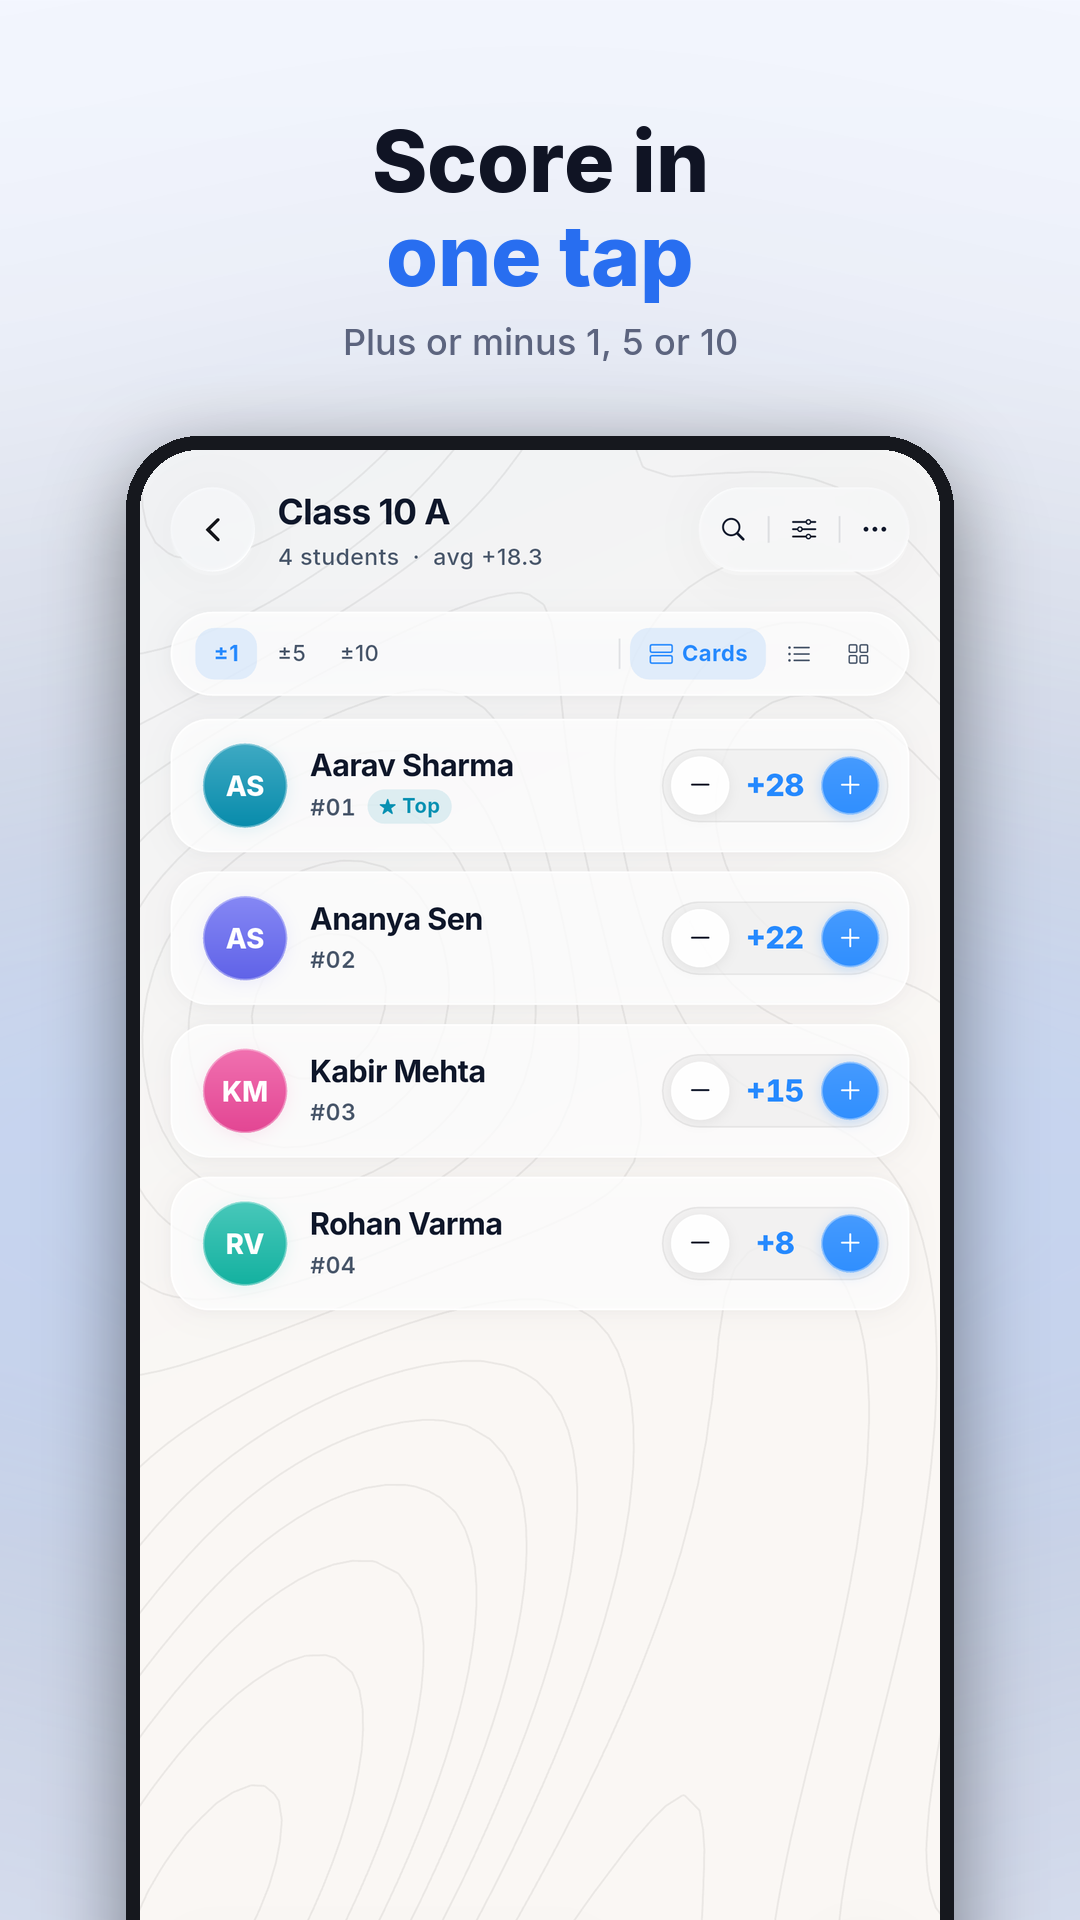 Score in
one tap
Plus or minus 1, 5 or 10
Class 10 A
4 students · avg +18.3
±1 ±5 ±10 Cards
AS Aarav Sharma
#01 ★ Top
− +28 +
AS Ananya Sen
#02
− +22 +
KM Kabir Mehta
#03
− +15 +
RV Rohan Varma
#04
− +8 +